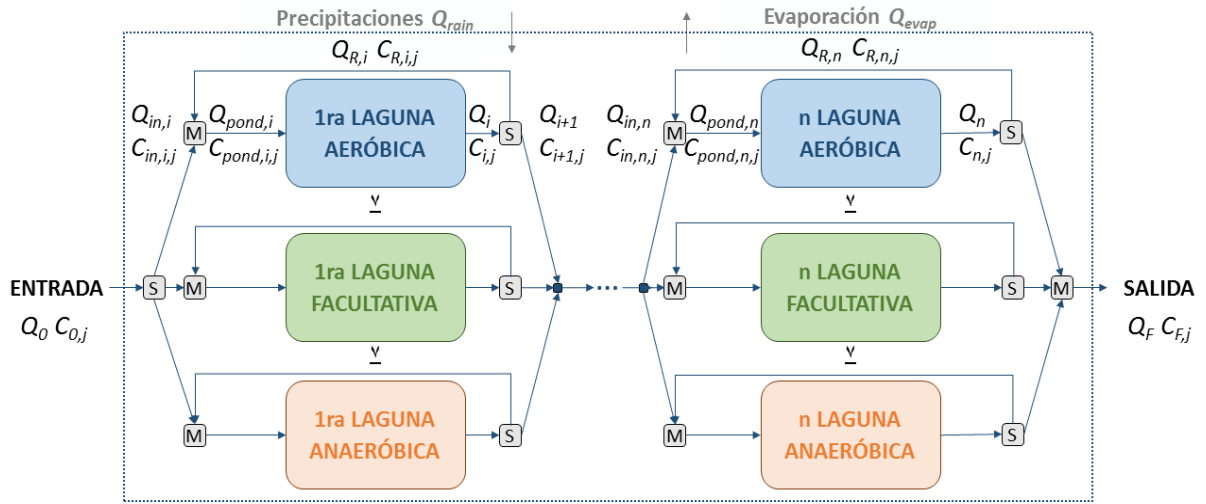 Precipitaciones Q_rain
Evaporación Q_evap
Q_R,i C_R,i,j
Q_R,n C_R,n,j
Q_in,i
C_in,i,j
M
Q_pond,i
C_pond,i,j
1ra LAGUNA
AERÓBICA
Q_i
C_i,j
S
Q_i+1
C_i+1,j
Q_in,n
C_in,n,j
M
Q_pond,n
C_pond,n,j
n LAGUNA
AERÓBICA
Q_n
C_n,j
S
⊻
⊻
ENTRADA
Q_0 C_0,j
S
M
1ra LAGUNA
FACULTATIVA
S
...
M
n LAGUNA
FACULTATIVA
S
M
SALIDA
Q_F C_F,j
⊻
⊻
M
1ra LAGUNA
ANAERÓBICA
S
M
n LAGUNA
ANAERÓBICA
S